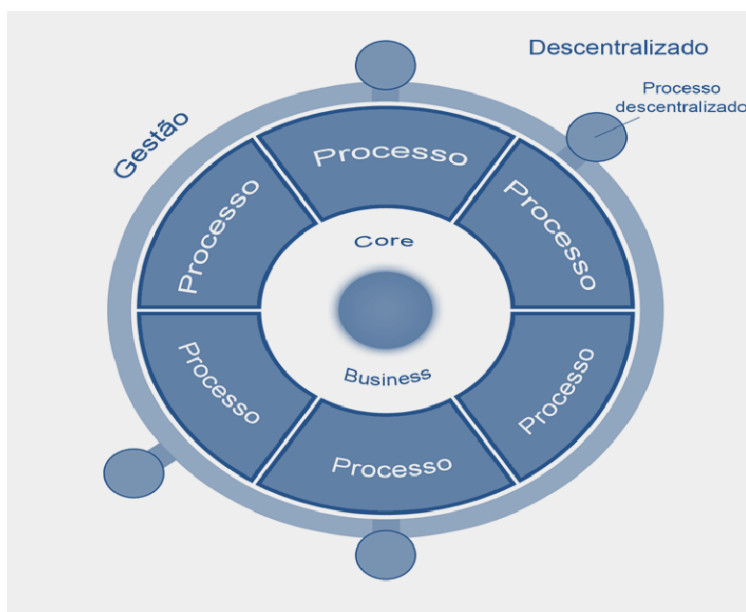 Descentralizado
Processo
descentralizado
Gestão
Processo
Processo
Processo
Core
Business
Processo
Processo
Processo